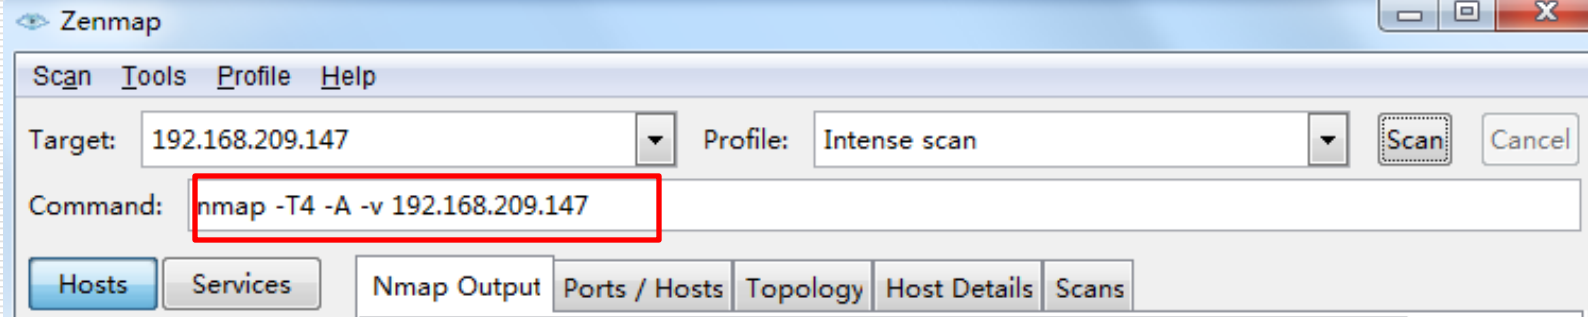 Zenmap
Scan Tools Profile Help
Target: 192.168.209.147 Profile: Intense scan Scan Cancel
Command: nmap -T4 -A -v 192.168.209.147
Hosts Services Nmap Output Ports / Hosts Topology Host Details Scans